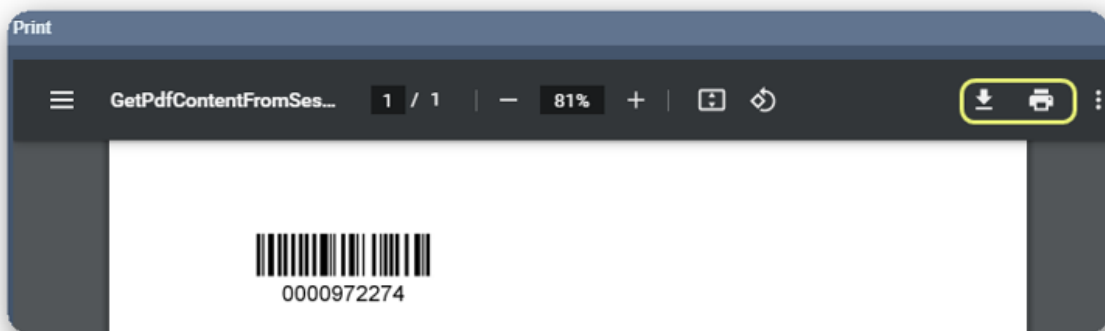 Print
GetPdfContentFromSes... 1 / 1 81%
0000972274